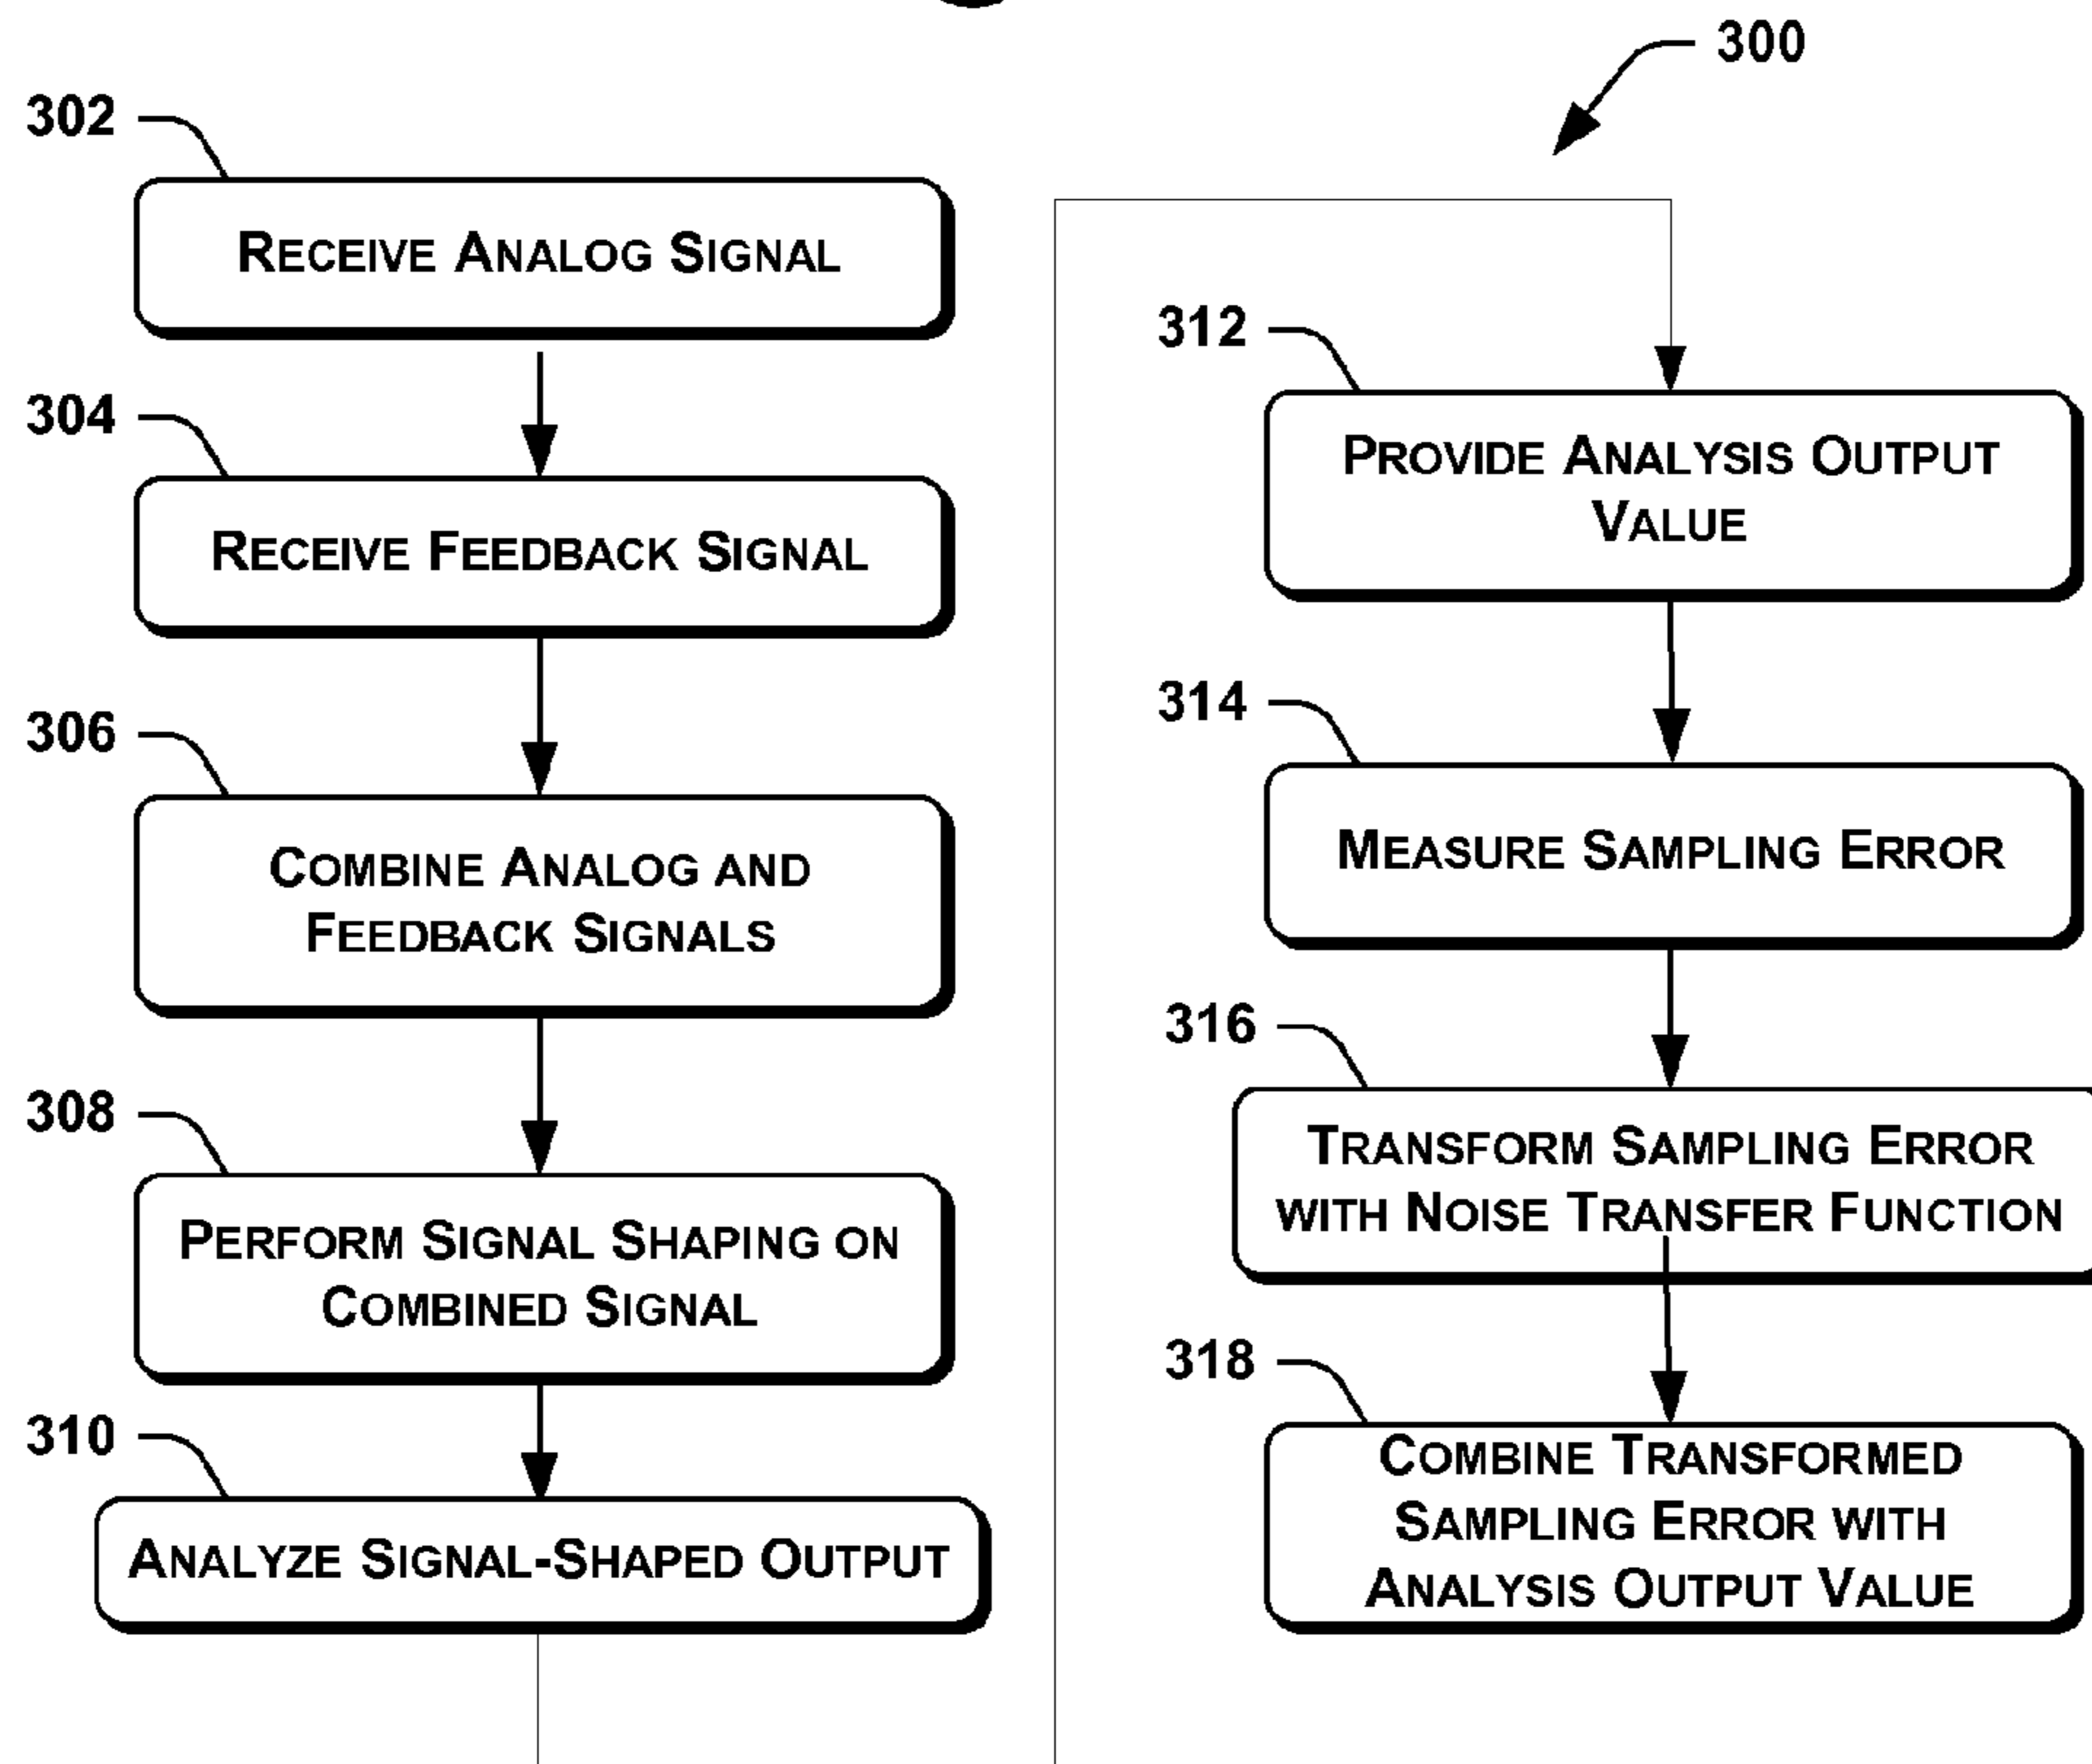 300
302
RECEIVE ANALOG SIGNAL
304
RECEIVE FEEDBACK SIGNAL
306
COMBINE ANALOG AND
FEEDBACK SIGNALS
308
PERFORM SIGNAL SHAPING ON
COMBINED SIGNAL
310
ANALYZE SIGNAL-SHAPED OUTPUT
312
PROVIDE ANALYSIS OUTPUT
VALUE
314
MEASURE SAMPLING ERROR
316
TRANSFORM SAMPLING ERROR
WITH NOISE TRANSFER FUNCTION
318
COMBINE TRANSFORMED
SAMPLING ERROR WITH
ANALYSIS OUTPUT VALUE